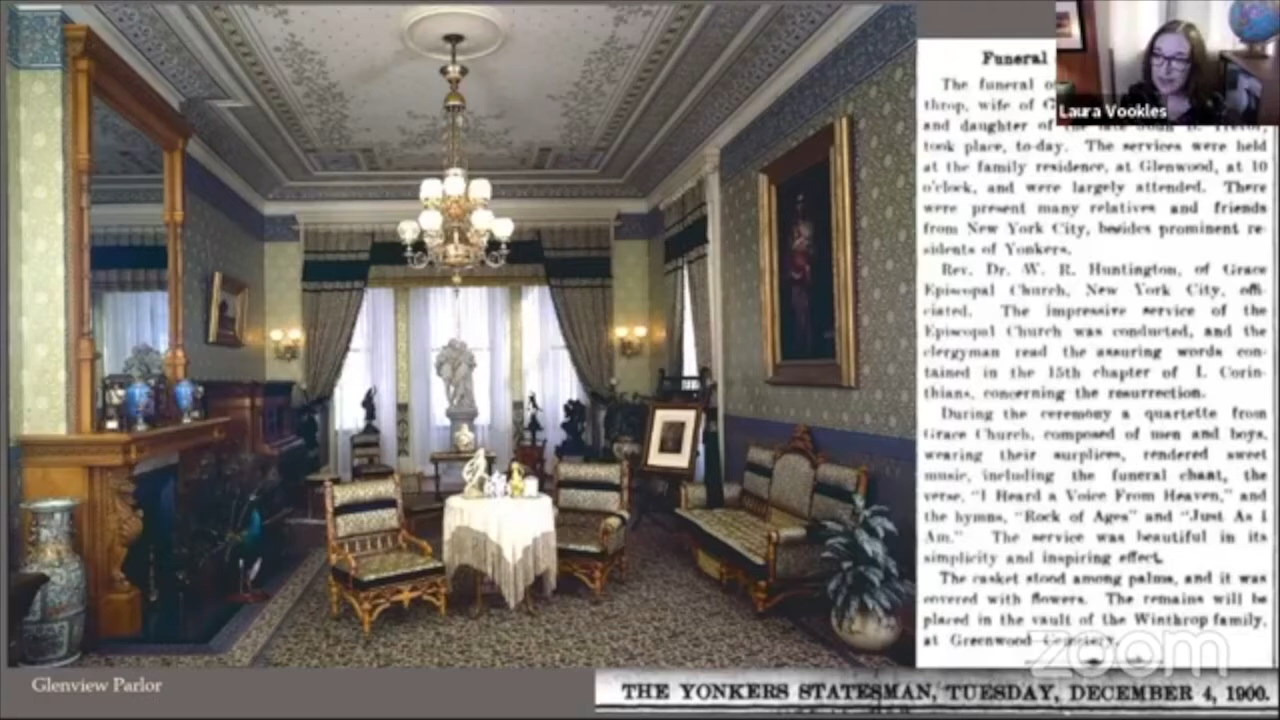 Funeral
The funeral o
throp, wife of G
and daughter of the late John B. Trevor,
took place, to-day. The services were held
at the family residence, at Glenwood, at 10
o'clock, and were largely attended. There
were present many relatives and friends
from New York City, besides prominent re-
sidents of Yonkers.
Rev. Dr. W. R. Huntington, of Grace
Episcopal Church, New York City, offi-
ciated. The impressive service of the
Episcopal Church was conducted, and the
clergyman read the assuring words con-
tained in the 15th chapter of I. Corin-
thians, concerning the resurrection.
During the ceremony a quartette from
Grace Church, composed of men and boys,
wearing their surplices, rendered sweet
music, including the funeral chant, the
verse, "I Heard a Voice From Heaven," and
the hymns, "Rock of Ages" and "Just As I
Am." The service was beautiful in its
simplicity and inspiring effect.
The casket stood among palms, and it was
covered with flowers. The remains will be
placed in the vault of the Winthrop family,
at Greenwood Cemetery.
Laura Vookles
zoom
Glenview Parlor
THE YONKERS STATESMAN, TUESDAY, DECEMBER 4, 1900.